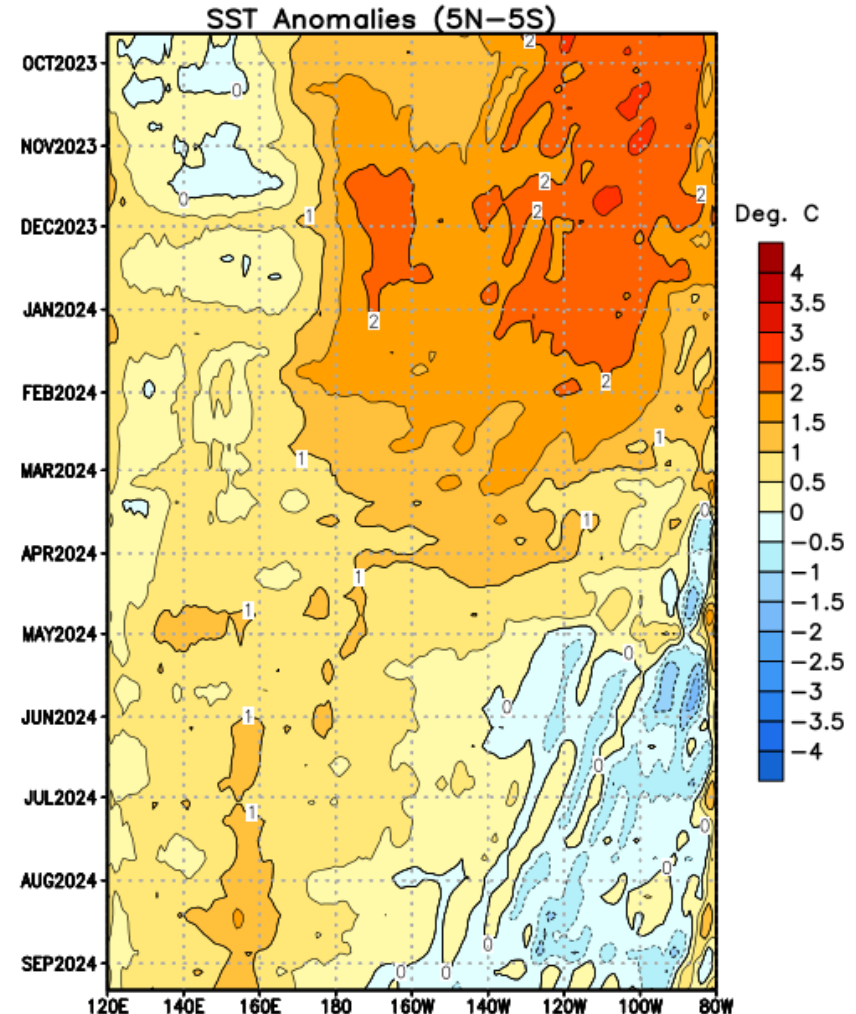 SST Anomalies (5N-5S)
OCT2023
NOV2023
DEC2023
JAN2024
FEB2024
MAR2024
APR2024
MAY2024
JUN2024
JUL2024
AUG2024
SEP2024
120E 140E 160E 180 160W 140W 120W 100W 80W
2
0
2
0
2
2
1
2
2
1
1
0
1
1
1
0
0
1
0
1
0
0
0
0
0
Deg. C
4
3.5
3
2.5
2
1.5
1
0.5
0
-0.5
-1
-1.5
-2
-2.5
-3
-3.5
-4